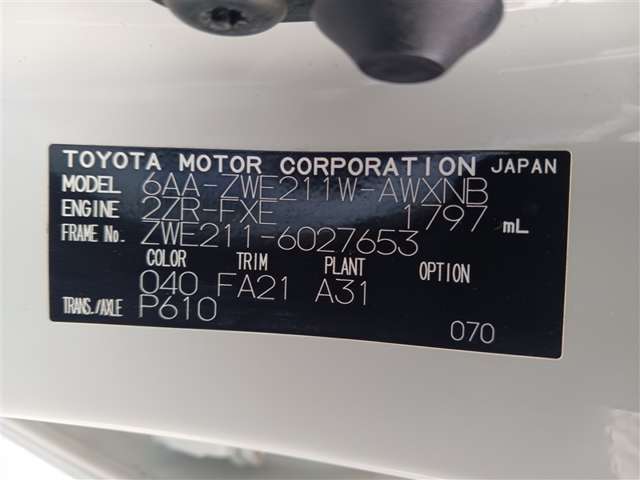 TOYOTA MOTOR CORPORATION JAPAN
MODEL 6AA-ZWE211W-AWXNB
ENGINE 2ZR-FXE 1797 mL
FRAME No. ZWE211-6027653
COLOR TRIM PLANT OPTION
040 FA21 A31
TRANS./AXLE P610
070